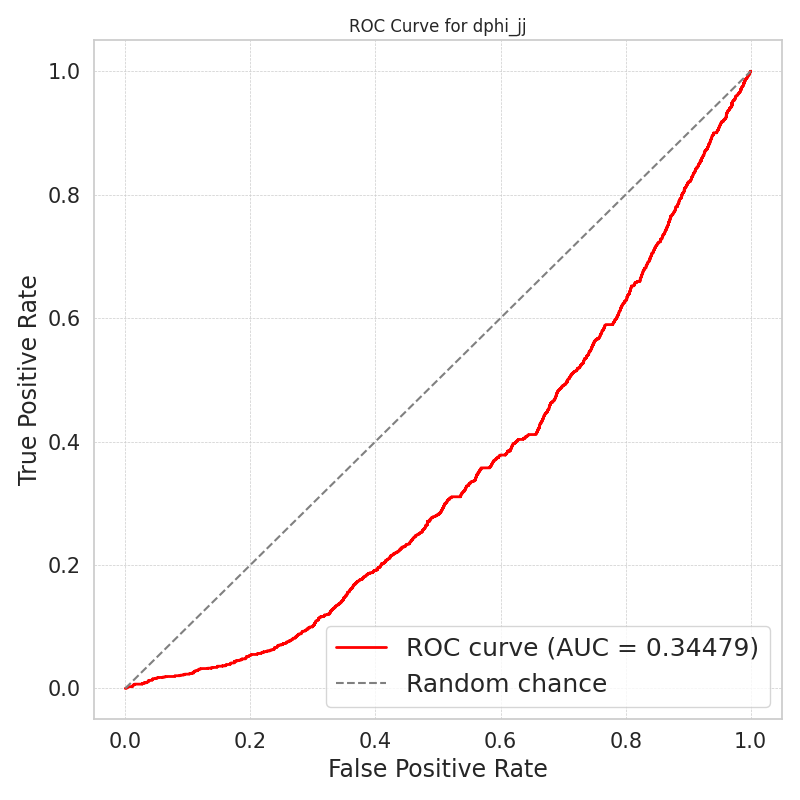 ROC Curve for dphi_jj
1.0
0.8
0.6
0.4
0.2
0.0
True Positive Rate
ROC curve (AUC = 0.34479)
Random chance
0.0 0.2 0.4 0.6 0.8 1.0
False Positive Rate